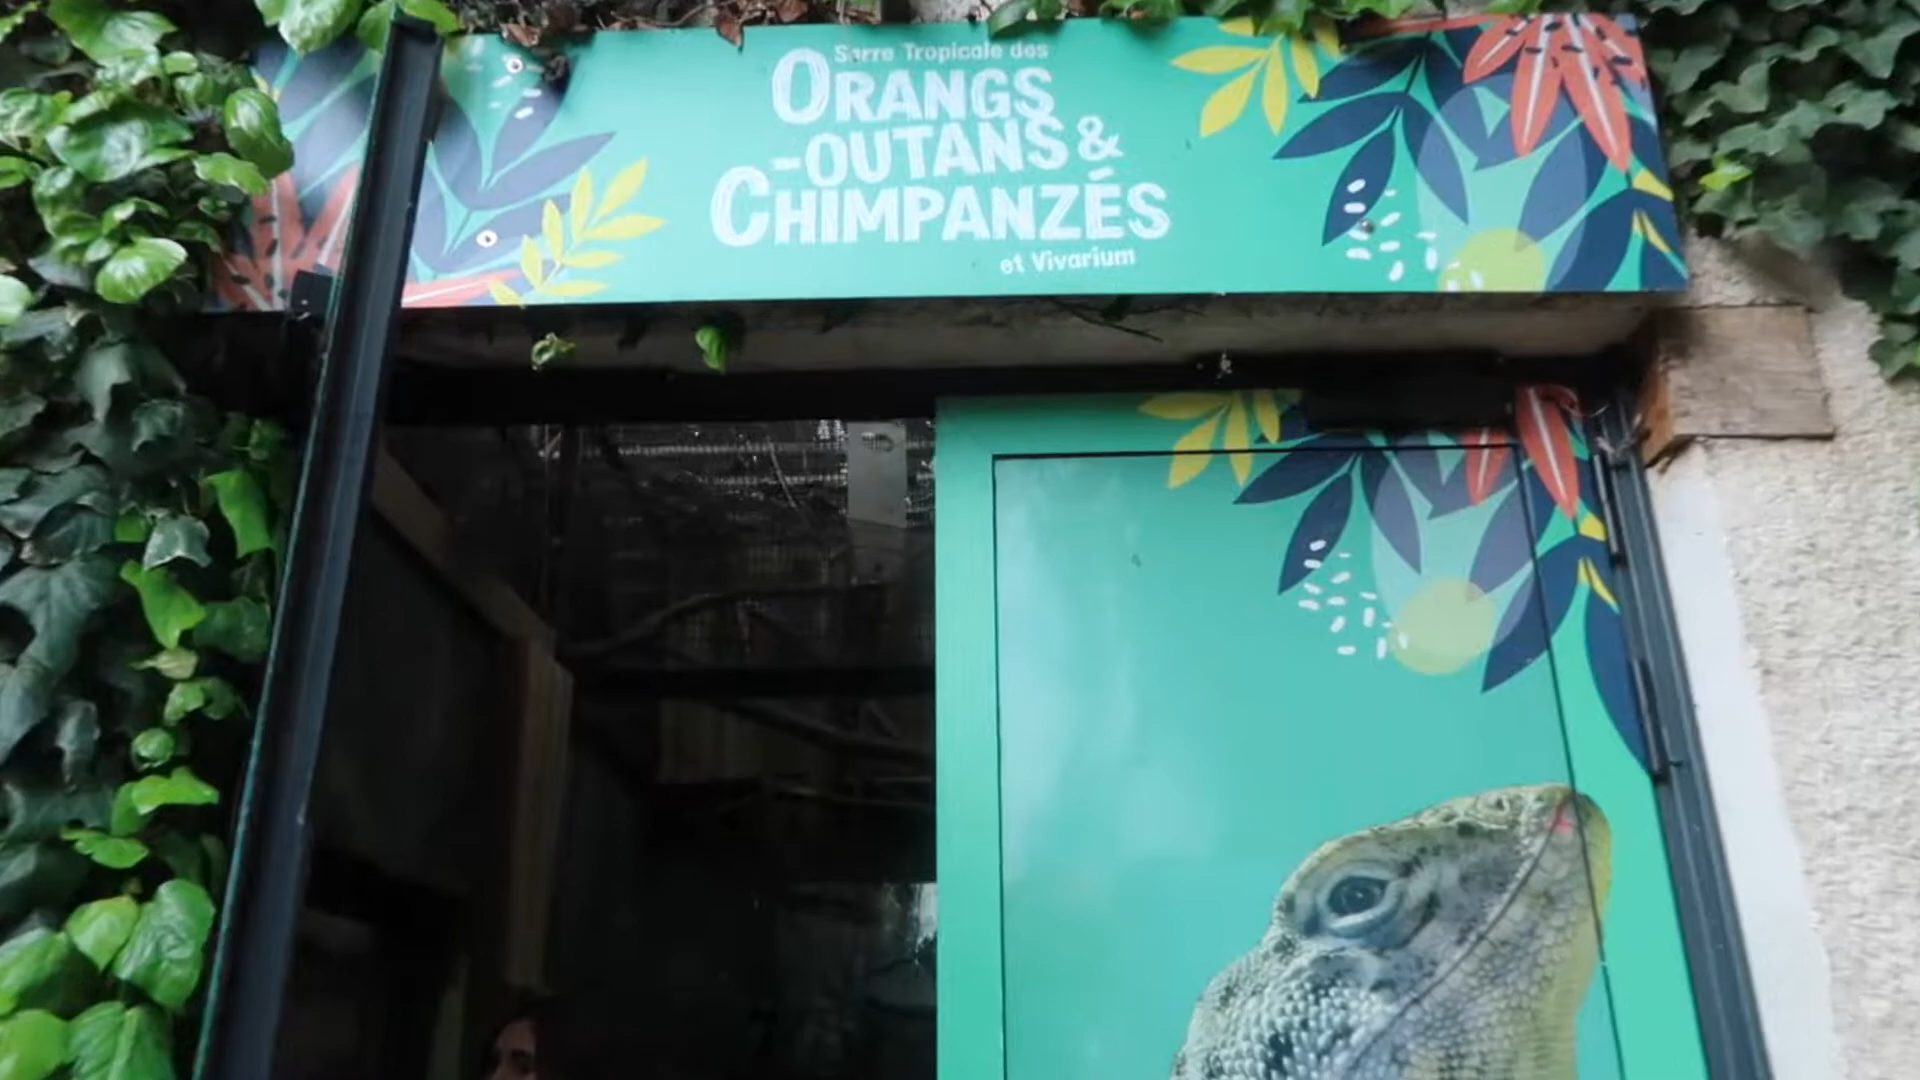 Serre Tropicale des
ORANGS
-OUTANS &
CHIMPANZÉS
et Vivarium